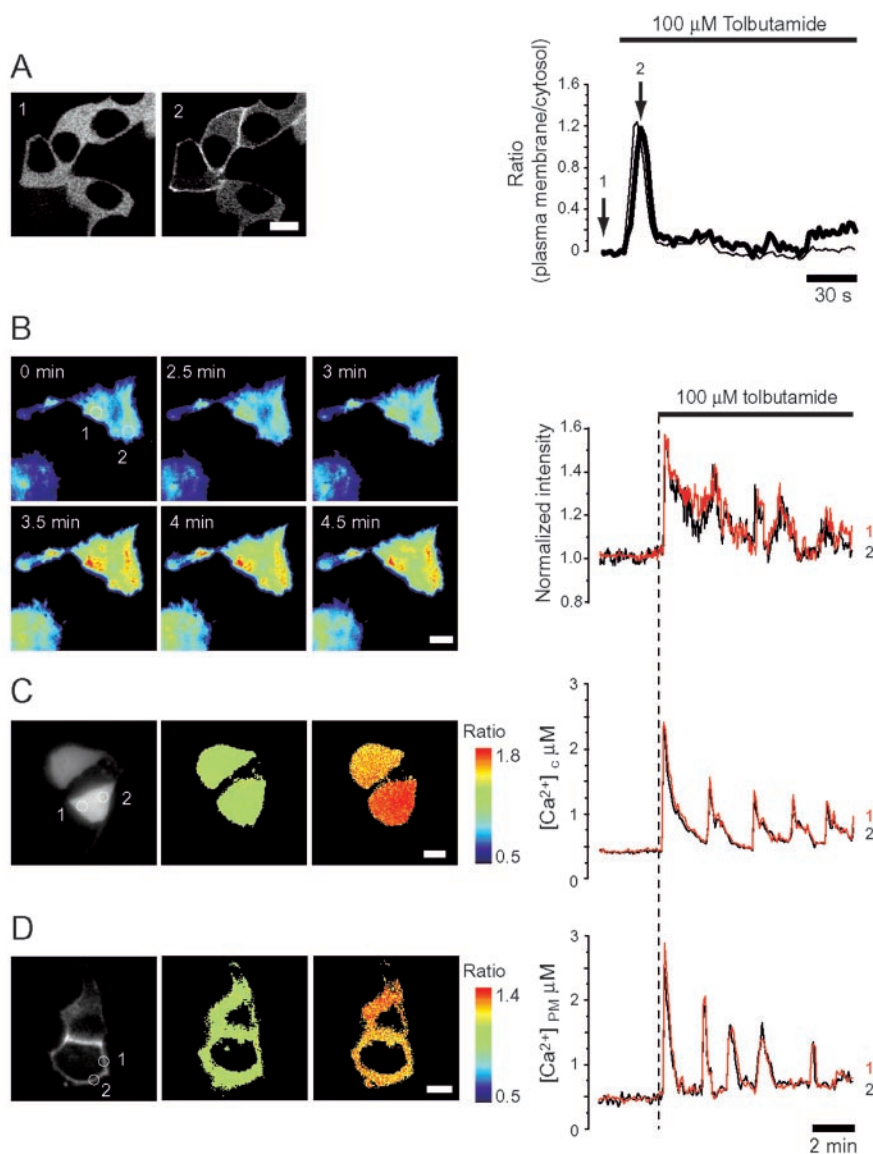 A
1
2
100 µM Tolbutamide
Ratio
(plasma membrane/cytosol)
1.6
1.2
0.8
0.4
0
1
2
30 s
B
0 min
2.5 min
3 min
1
2
3.5 min
4 min
4.5 min
100 µM tolbutamide
Normalized intensity
1.6
1.4
1.2
1.0
0.8
1
2
C
1
2
Ratio
1.8
0.5
[Ca²⁺] c µM
3
2
1
0
1
2
D
1
2
Ratio
1.4
0.5
[Ca²⁺] PM µM
3
2
1
0
1
2
2 min